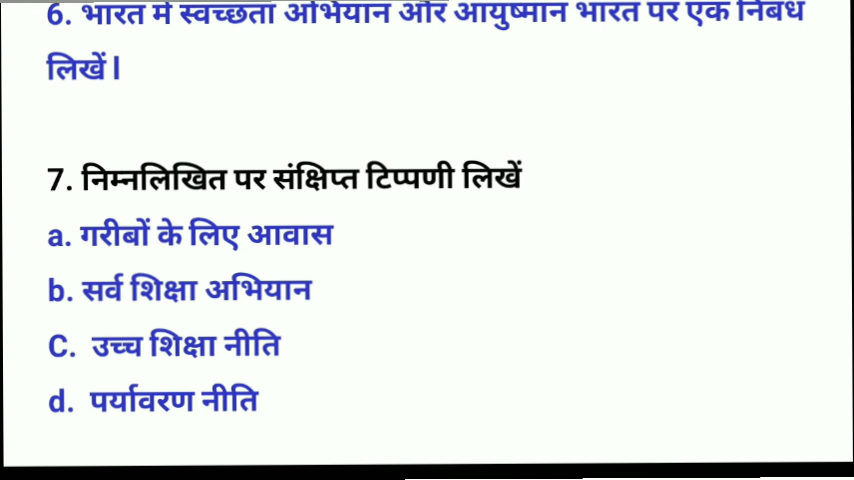 6. भारत में स्वच्छता अभियान और आयुष्मान भारत पर एक निबंध
लिखें।
7. निम्नलिखित पर संक्षिप्त टिप्पणी लिखें
a. गरीबों के लिए आवास
b. सर्व शिक्षा अभियान
C. उच्च शिक्षा नीति
d. पर्यावरण नीति